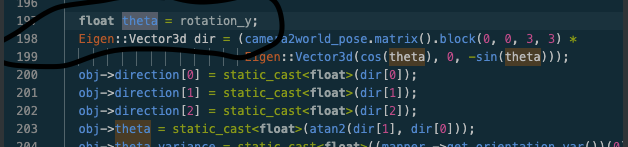 196
197 float theta = rotation_y;
198 Eigen::Vector3d dir = (camera2world_pose.matrix().block(0, 0, 3, 3) *
199 Eigen::Vector3d(cos(theta), 0, -sin(theta)));
200 obj->direction[0] = static_cast<float>(dir[0]);
201 obj->direction[1] = static_cast<float>(dir[1]);
202 obj->direction[2] = static_cast<float>(dir[2]);
203 obj->theta = static_cast<float>(atan2(dir[1], dir[0]));
204 obj->theta_variance = static_cast<float>((manner_->get_orientation_var())(0)